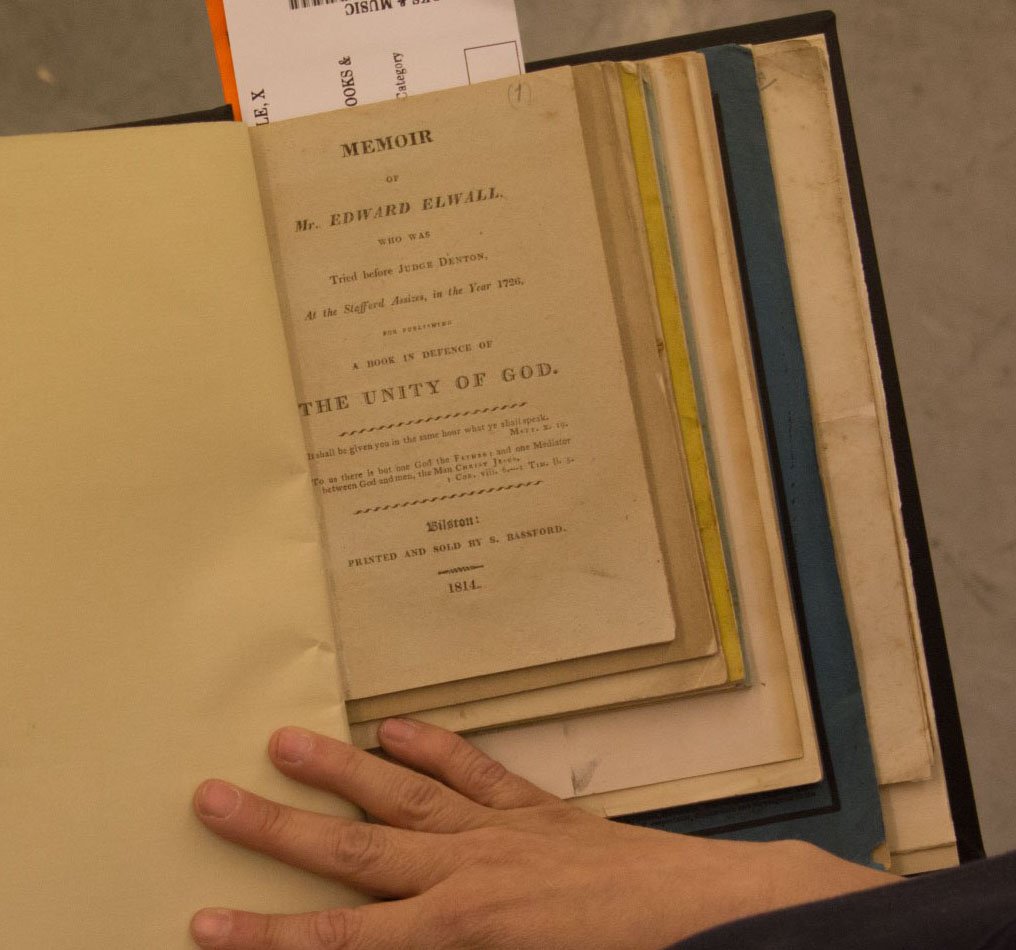 KS & MUSIC
LE, X
OOKS &
Category
(1)
MEMOIR
OF
Mr. EDWARD ELWALL,
WHO WAS
Tried before JUDGE DENTON,
At the Stafford Assizes, in the Year 1726,
FOR PUBLISHING
A BOOK IN DEFENCE OF
THE UNITY OF GOD.
It shall be given you in the same hour what ye shall speak.
MATT. X. 19.
To us there is but one God the FATHER; and one Mediator
between God and men, the Man CHRIST JESUS.
1 COR. viii. 6.—1 TIM. ii. 5.
Bilston:
PRINTED AND SOLD BY S. BASSFORD.
1814.